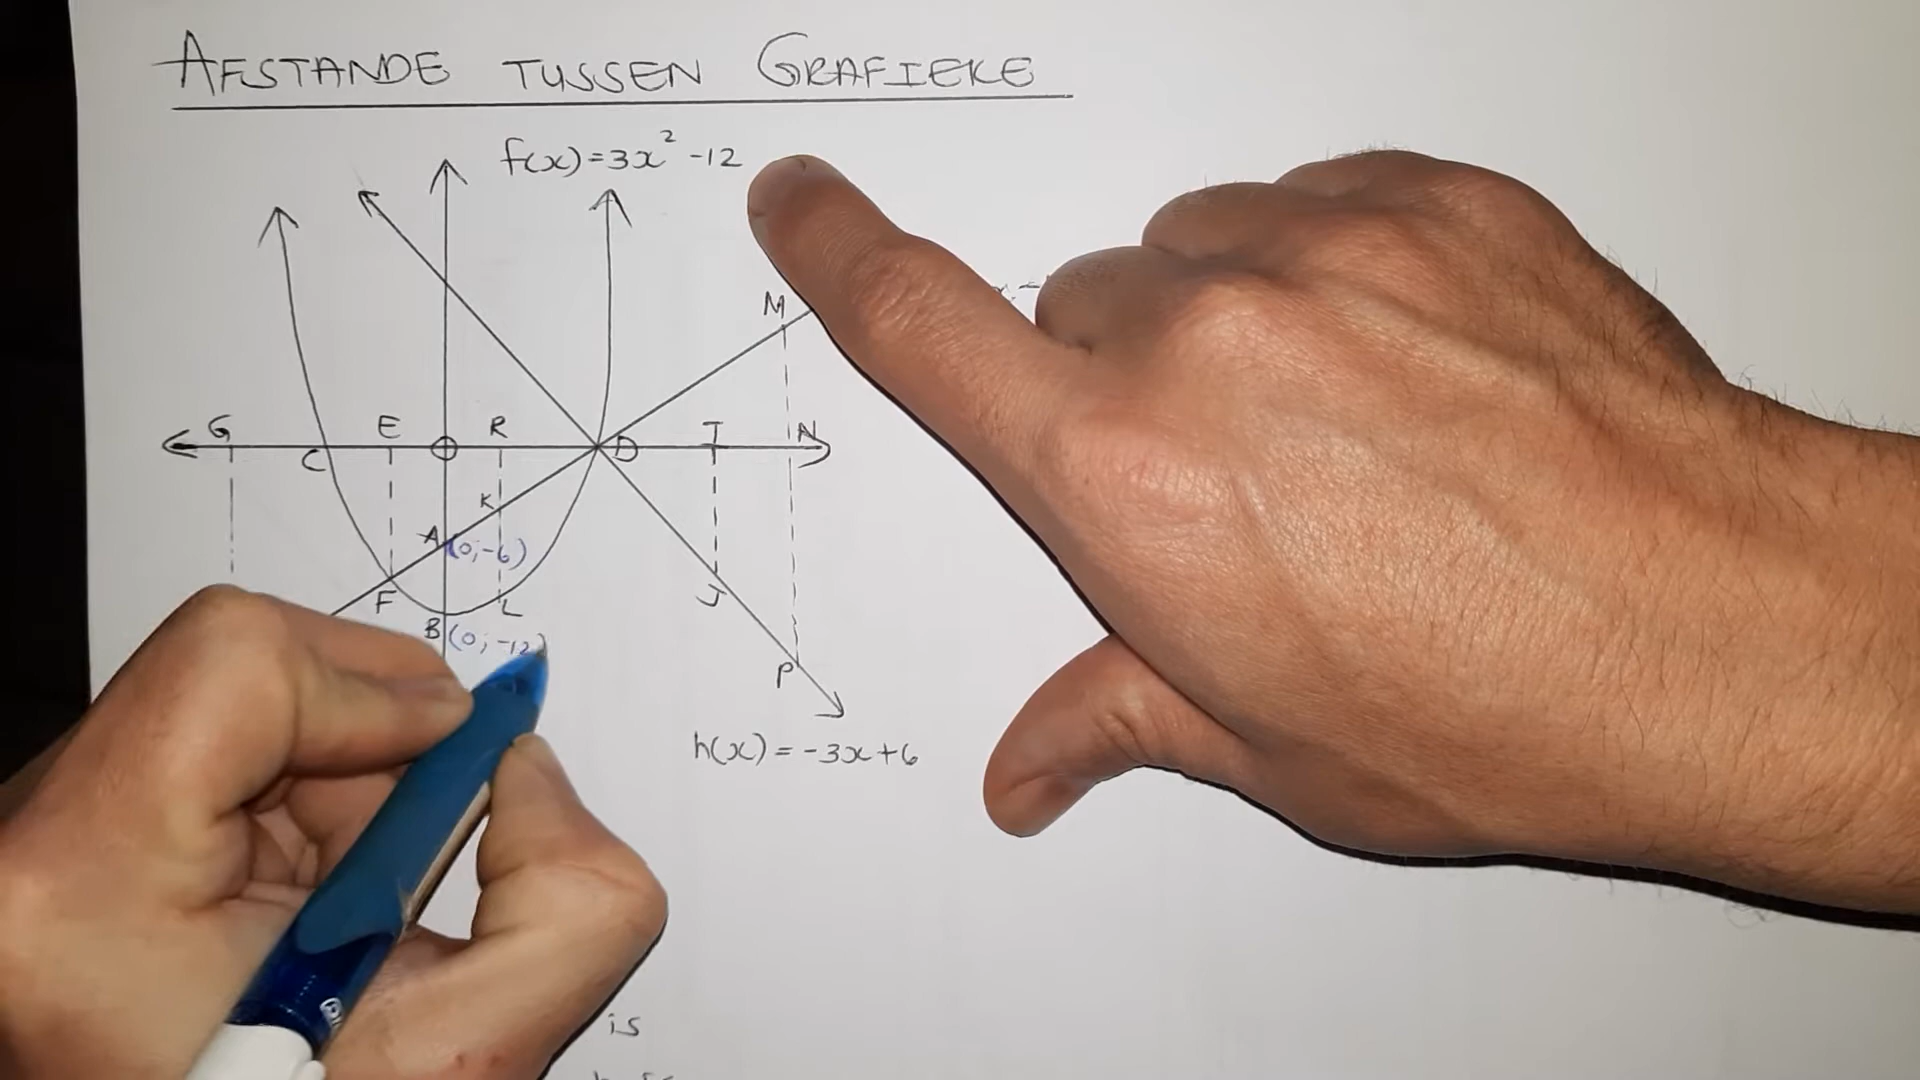 AFSTANDE TUSSEN GRAFIEKE
f(x)=3x²-12
M
G E R D T N
C
K
A (0;-6)
F L J
B (0;-12)
P
h(x)=-3x+6
is